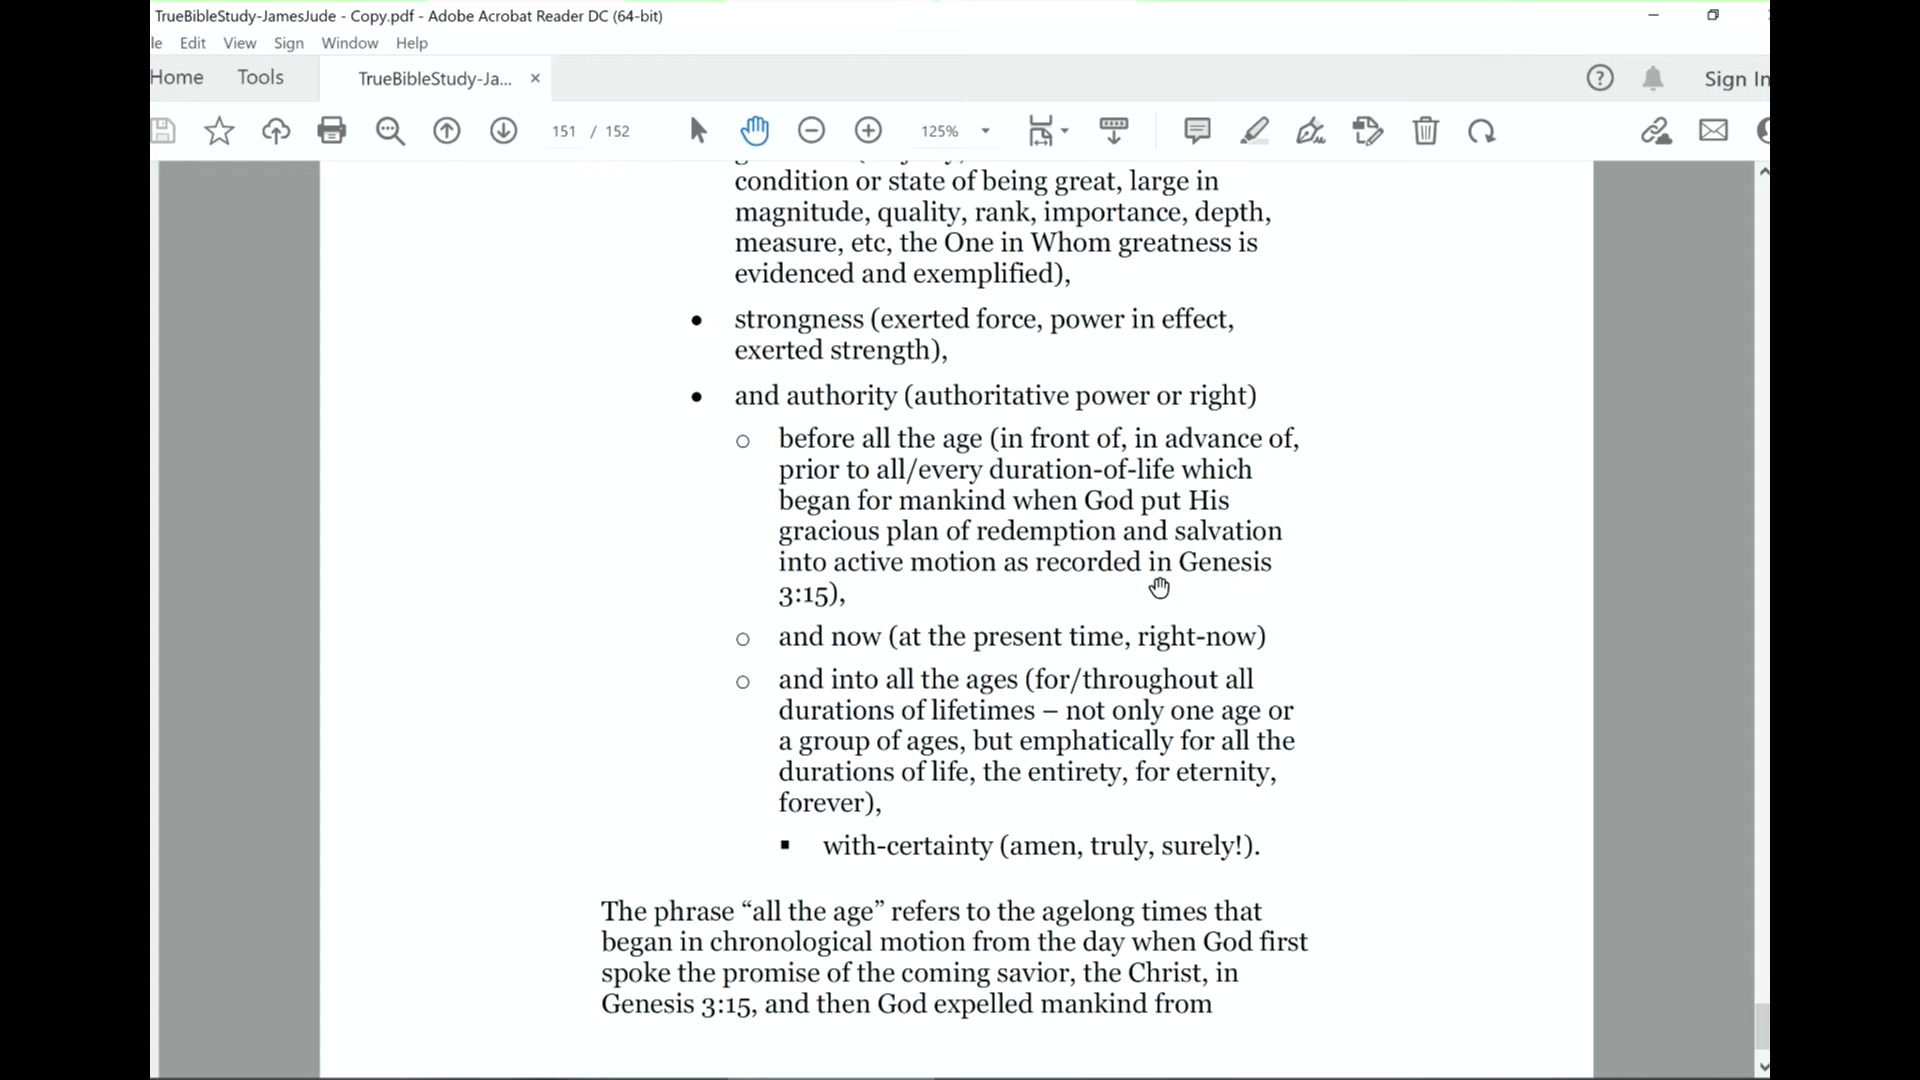 TrueBibleStudy-JamesJude - Copy.pdf - Adobe Acrobat Reader DC (64-bit)
le Edit View Sign Window Help
Home Tools TrueBibleStudy-Ja... × Sign In
151 / 152 125%
condition or state of being great, large in
magnitude, quality, rank, importance, depth,
measure, etc, the One in Whom greatness is
evidenced and exemplified),
• strongness (exerted force, power in effect,
exerted strength),
• and authority (authoritative power or right)
○ before all the age (in front of, in advance of,
prior to all/every duration-of-life which
began for mankind when God put His
gracious plan of redemption and salvation
into active motion as recorded in Genesis
3:15),
○ and now (at the present time, right-now)
○ and into all the ages (for/throughout all
durations of lifetimes – not only one age or
a group of ages, but emphatically for all the
durations of life, the entirety, for eternity,
forever),
▪ with-certainty (amen, truly, surely!).
The phrase “all the age” refers to the agelong times that
began in chronological motion from the day when God first
spoke the promise of the coming savior, the Christ, in
Genesis 3:15, and then God expelled mankind from